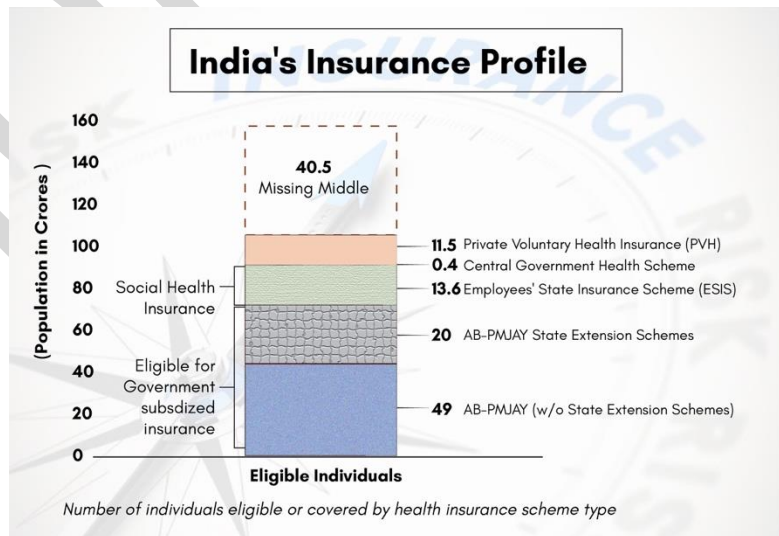 India's Insurance Profile
INSURANCE
RISK
RISK
(Population in Crores )
160
140
120
100
80
60
40
20
0
40.5
Missing Middle
Social Health
Insurance
Eligible for
Government
subsdized
insurance
11.5 Private Voluntary Health Insurance (PVH)
0.4 Central Government Health Scheme
13.6 Employees' State Insurance Scheme (ESIS)
20 AB-PMJAY State Extension Schemes
49 AB-PMJAY (w/o State Extension Schemes)
Eligible Individuals
Number of individuals eligible or covered by health insurance scheme type